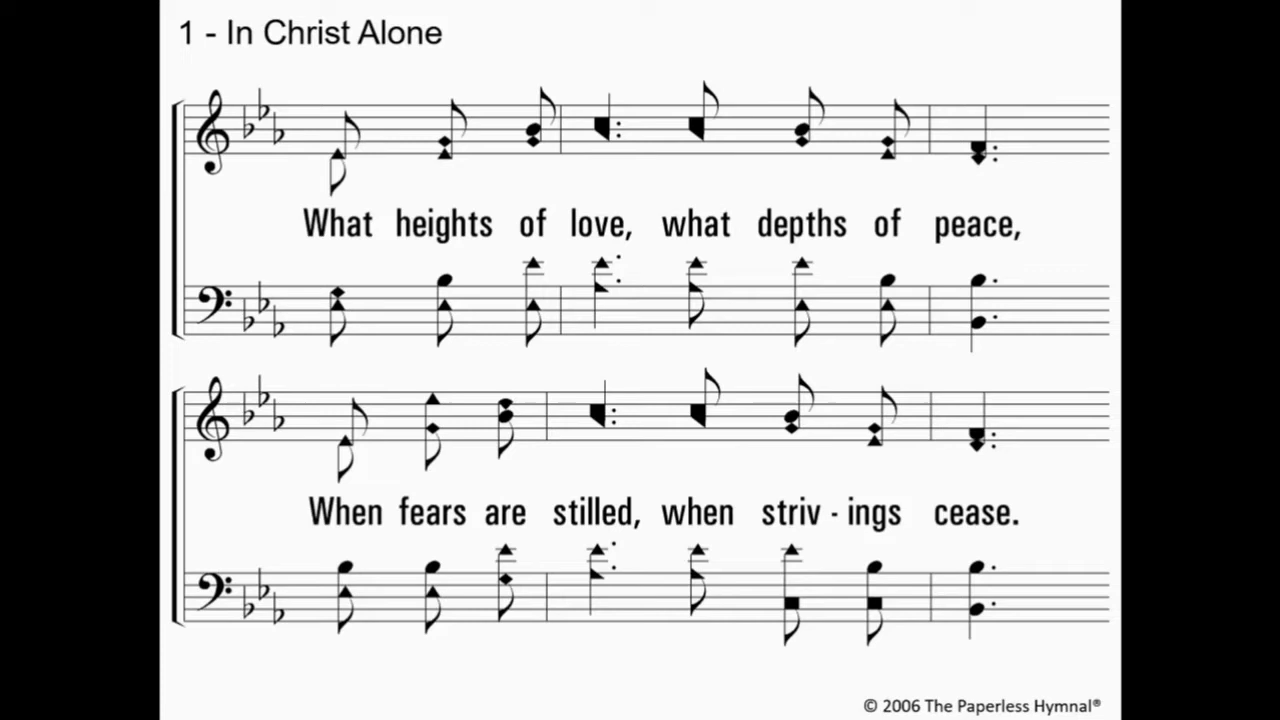 1 - In Christ Alone
What heights of love, what depths of peace,
When fears are stilled, when striv - ings cease.
© 2006 The Paperless Hymnal®